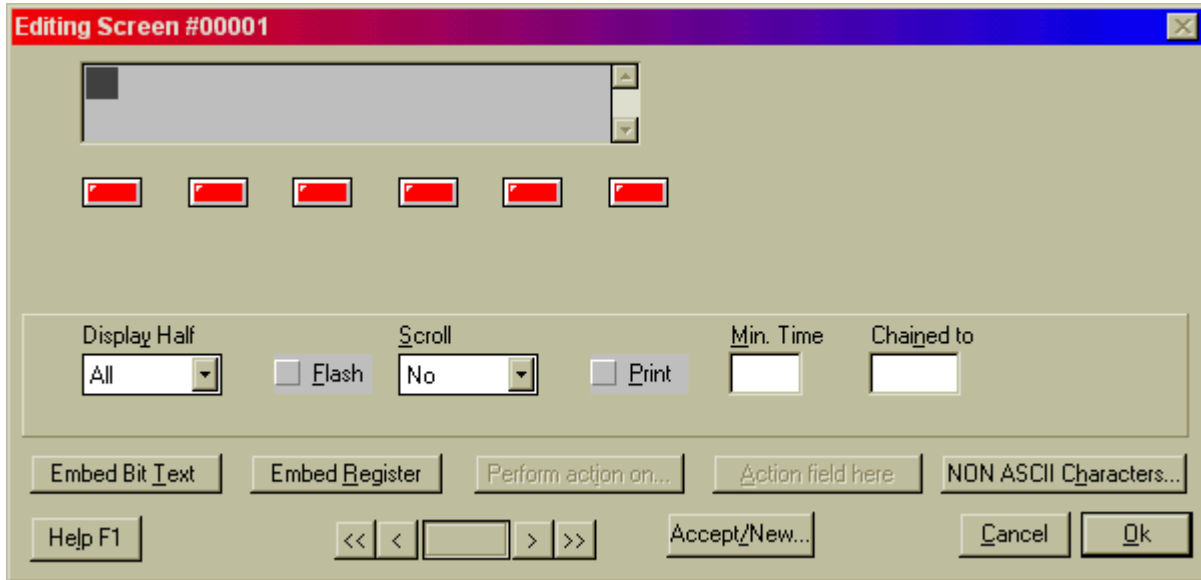 Editing Screen #00001
Display Half Scroll Min. Time Chained to
All Flash No Print
Embed Bit Text Embed Register Perform action on... Action field here NON ASCII Characters...
Help F1 << < > >> Accept/New... Cancel Ok